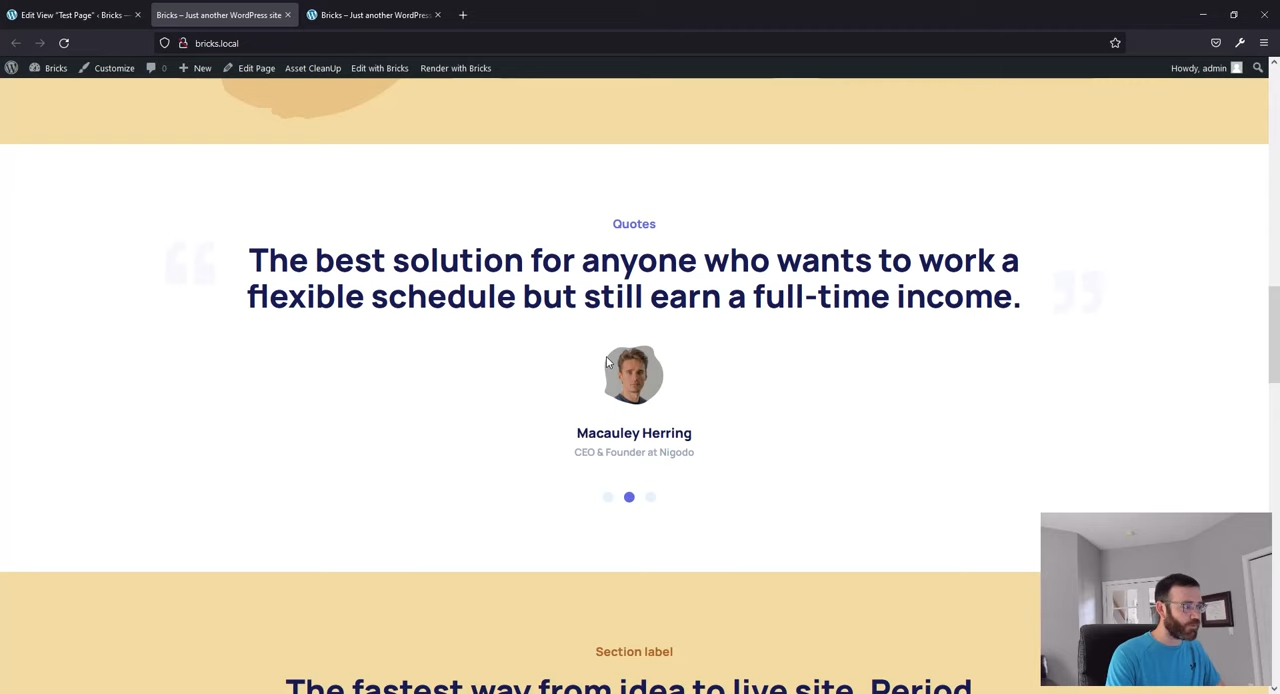 Edit View "Test Page" ‹ Bricks —
Bricks – Just another WordPress site
Bricks – Just another WordPress
bricks.local
Bricks
Customize
0
New
Edit Page
Asset CleanUp
Edit with Bricks
Render with Bricks
Howdy, admin
Quotes
The best solution for anyone who wants to work a
flexible schedule but still earn a full-time income.
Macauley Herring
CEO & Founder at Nigodo
Section label
The fastest way from idea to live site. Period